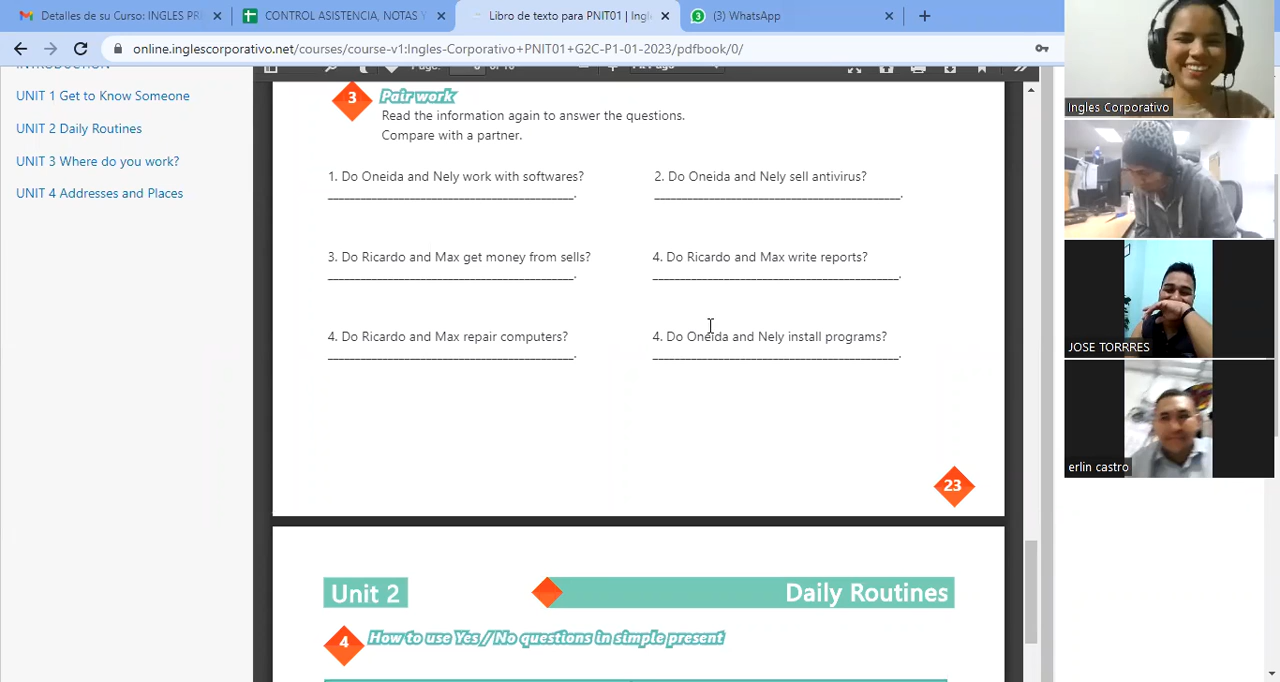 Detalles de su Curso: INGLES PRI
CONTROL ASISTENCIA, NOTAS Y
Libro de texto para PNIT01 | Ingl
(3) WhatsApp
online.inglescorporativo.net/courses/course-v1:Ingles-Corporativo+PNIT01+G2C-P1-01-2023/pdfbook/0/
INTRODUCTION
UNIT 1 Get to Know Someone
UNIT 2 Daily Routines
UNIT 3 Where do you work?
UNIT 4 Addresses and Places
3 Pair work
Read the information again to answer the questions.
Compare with a partner.
1. Do Oneida and Nely work with softwares?
2. Do Oneida and Nely sell antivirus?
3. Do Ricardo and Max get money from sells?
4. Do Ricardo and Max write reports?
4. Do Ricardo and Max repair computers?
4. Do Oneida and Nely install programs?
23
Unit 2
Daily Routines
4 How to use Yes/No questions in simple present
Ingles Corporativo
JOSE TORRRES
erlin castro